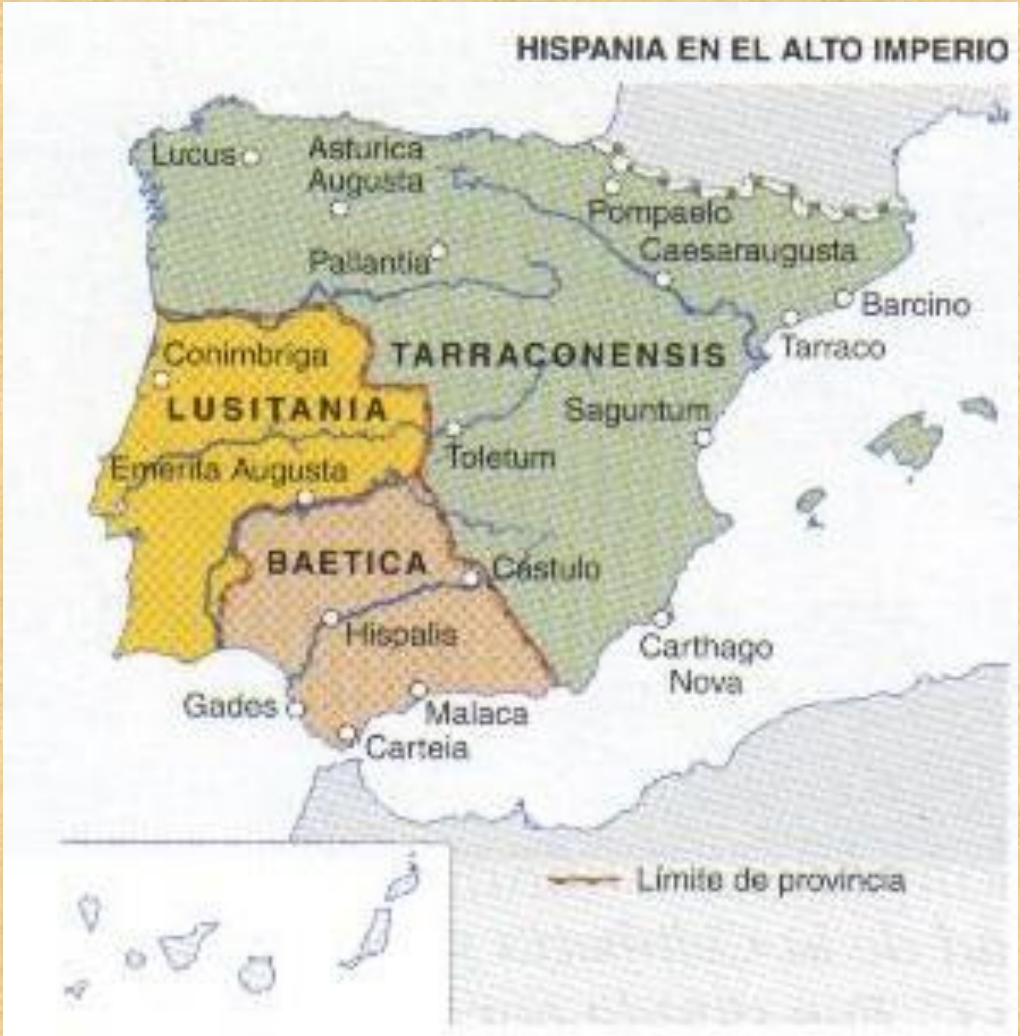 HISPANIA EN EL ALTO IMPERIO
Lucus
Asturica
Augusta
Pompaelo
Pallantia
Caesaraugusta
Barcino
Tarraco
Conimbriga
TARRACONENSIS
LUSITANIA
Saguntum
Toletum
Emerita Augusta
BAETICA
Cástulo
Hispalis
Carthago
Nova
Gades
Malaca
Carteia
Límite de provincia